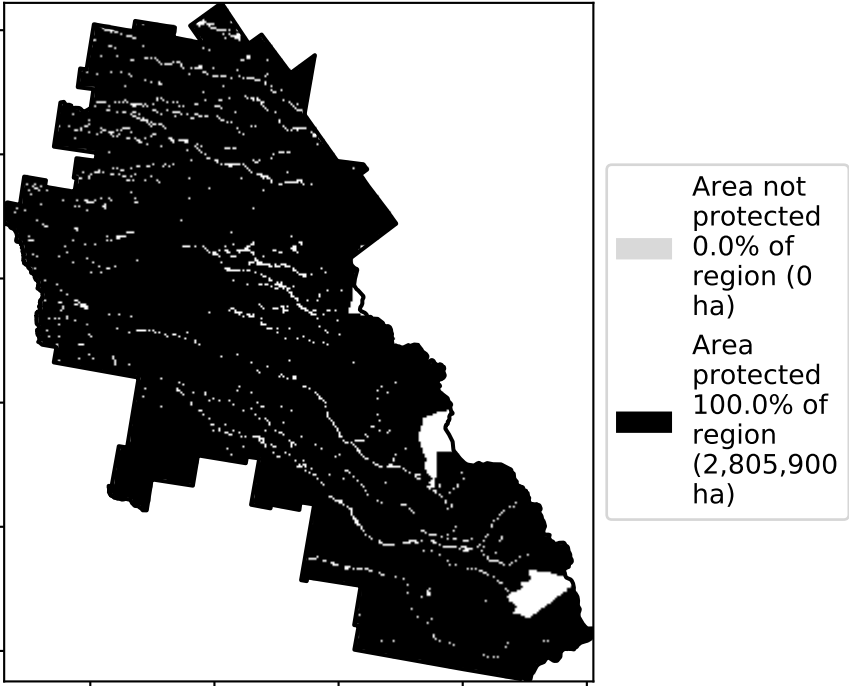 Area not
protected
0.0% of
region (0
ha)
Area
protected
100.0% of
region
(2,805,900
ha)